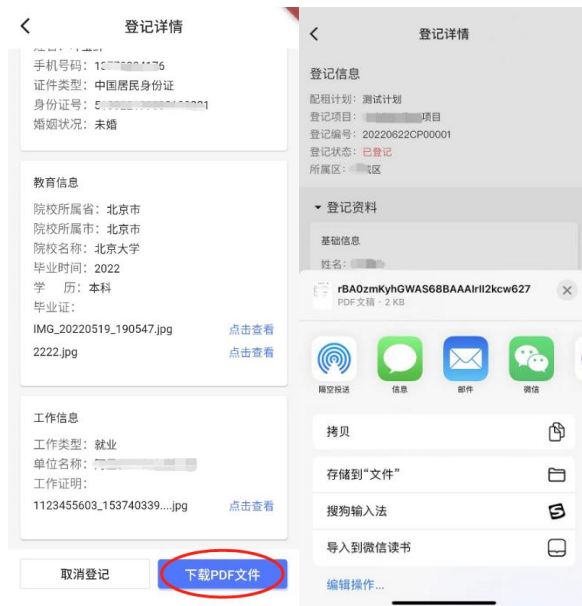 登记详情
手机号码:
证件类型：中国居民身份证
身份证号：
婚姻状况：未婚
教育信息
院校所属省：北京市
院校所属市：北京市
院校名称：北京大学
毕业时间：2022
学 历：本科
毕业证：
IMG_20220519_190547.jpg 点击查看
2222.jpg 点击查看
工作信息
工作类型：就业
单位名称：
工作证明：
1123455603_153740339....jpg 点击查看
取消登记 下载PDF文件
登记详情
登记信息
配租计划：测试计划
登记项目：项目
登记编号：20220622CP00001
登记状态：已登记
所属区：区
登记资料
基础信息
姓名：
rBA0zmKyhGWAS68BAAAIrII2kcw627
PDF文稿・2 KB
隔空投送 信息 邮件 微信
拷贝
存储到“文件”
搜狗输入法
导入到微信读书
编辑操作...